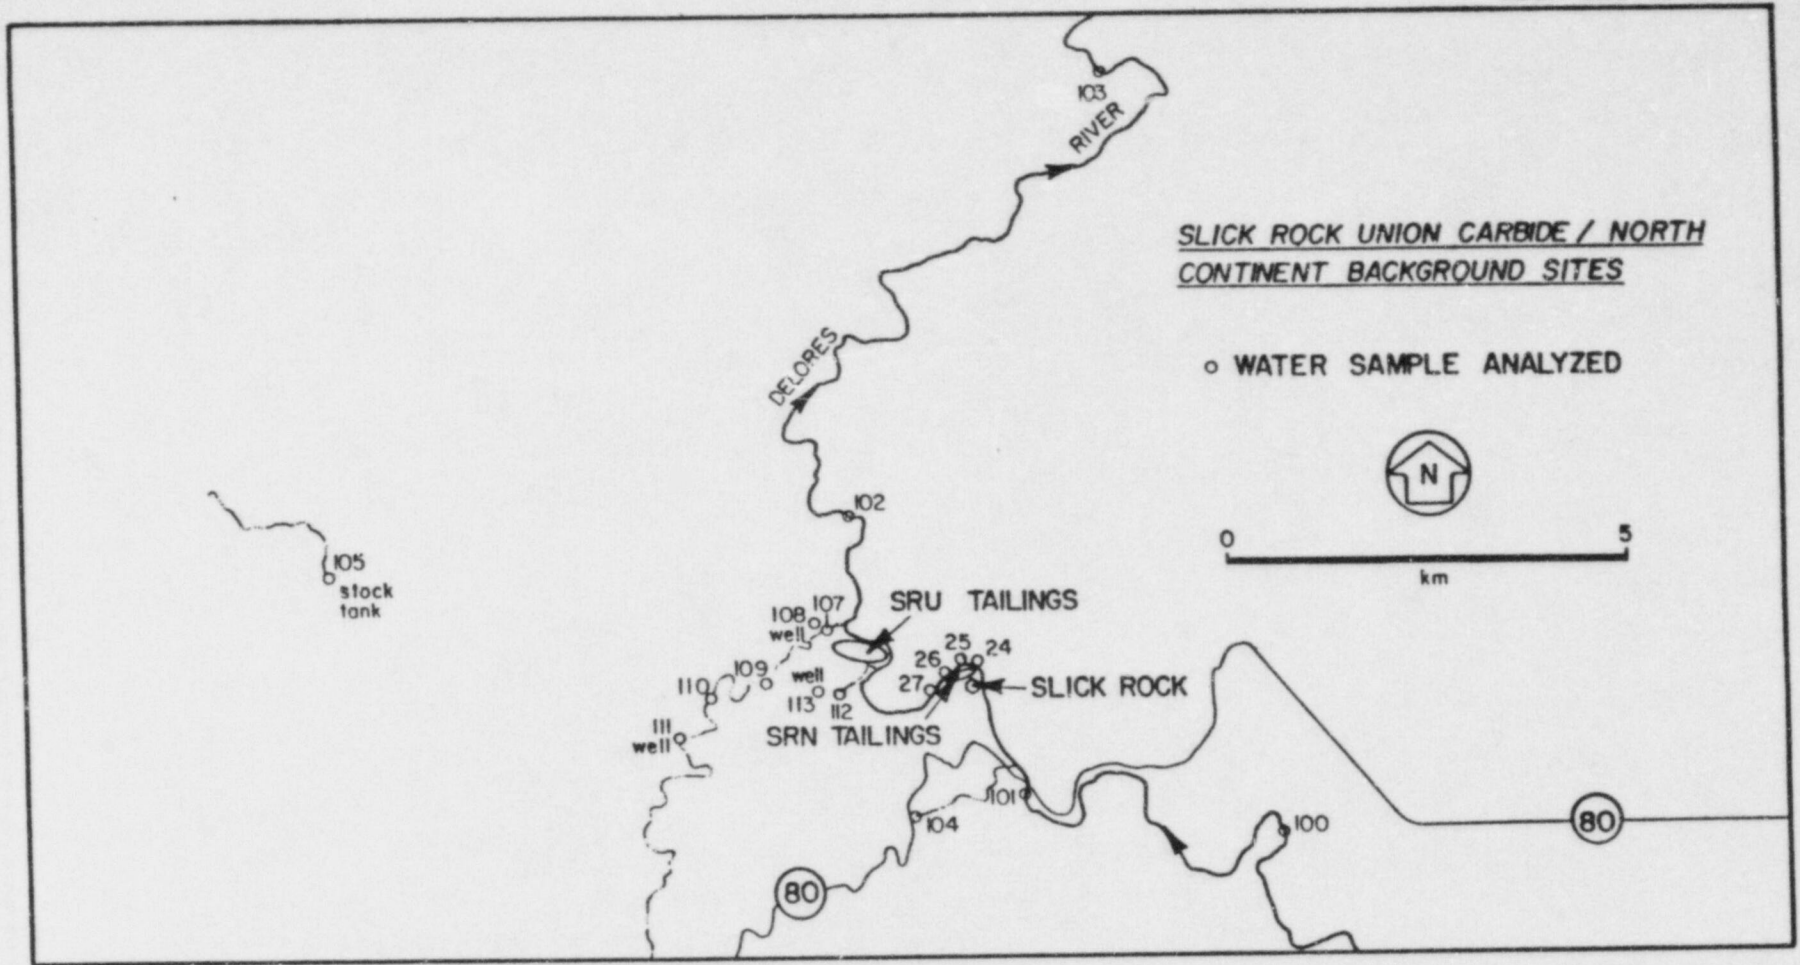 103
RIVER
SLICK ROCK UNION CARBIDE / NORTH
CONTINENT BACKGROUND SITES
WATER SAMPLE ANALYZED
DELORES
N
0 5
km
102
105
stock
tank
SRU TAILINGS
108 107
well
25 24
26
27
SLICK ROCK
109
110
well
113 112
111
well
SRN TAILINGS
101
104
100
80
80